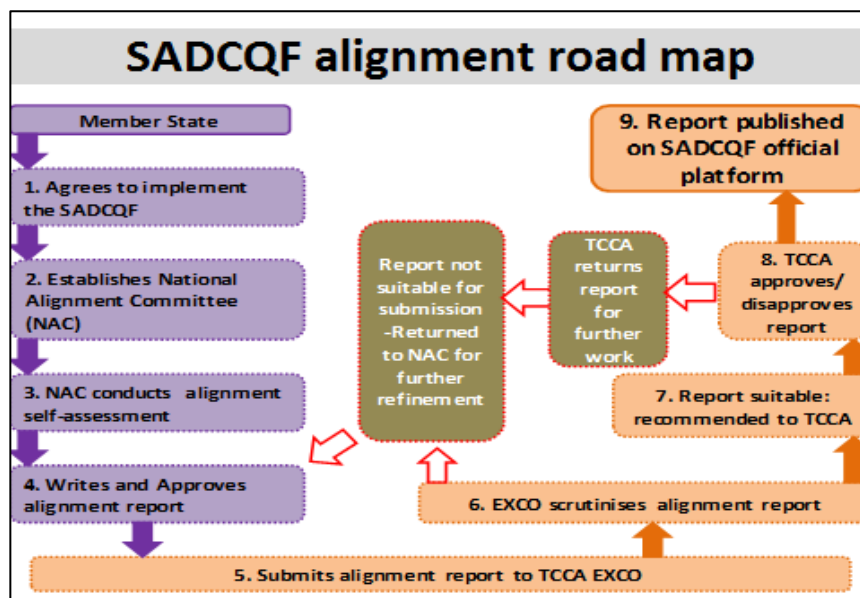 SADCQF alignment road map
Member State
1. Agrees to implement
the SADCQF
2. Establishes National
Alignment Committee
(NAC)
3. NAC conducts alignment
self-assessment
4. Writes and Approves
alignment report
5. Submits alignment report to TCCA EXCO
6. EXCO scrutinises alignment report
7. Report suitable:
recommended to TCCA
8. TCCA
approves/
disapproves
report
9. Report published
on SADCQF official
platform
TCCA
returns
report
for
further
work
Report not
suitable for
submission
-Returned
to NAC for
further
refinement